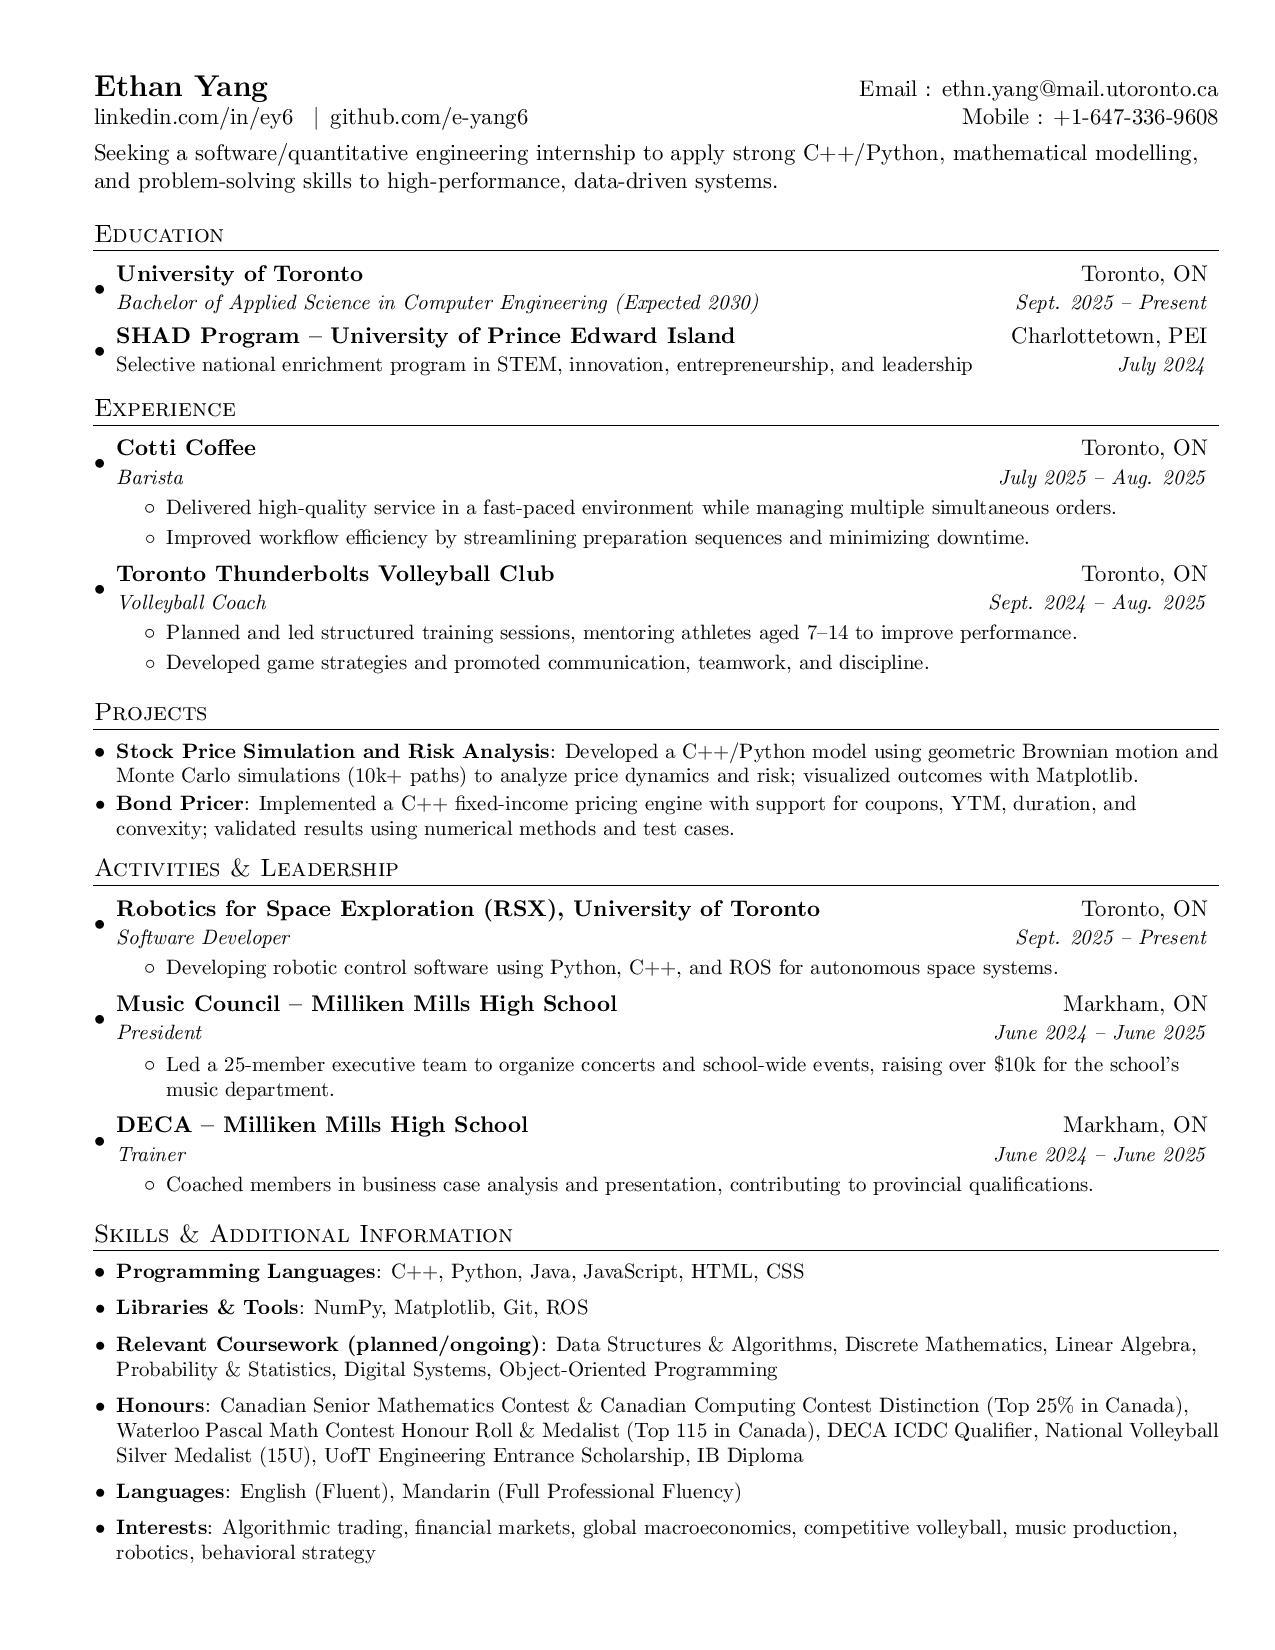 Ethan Yang
Email : ethn.yang@mail.utoronto.ca
linkedin.com/in/ey6 | github.com/e-yang6
Mobile : +1-647-336-9608
Seeking a software/quantitative engineering internship to apply strong C++/Python, mathematical modelling,
and problem-solving skills to high-performance, data-driven systems.
Education
• University of Toronto Toronto, ON
Bachelor of Applied Science in Computer Engineering (Expected 2030) Sept. 2025 – Present
• SHAD Program – University of Prince Edward Island Charlottetown, PEI
Selective national enrichment program in STEM, innovation, entrepreneurship, and leadership July 2024
Experience
• Cotti Coffee Toronto, ON
Barista July 2025 – Aug. 2025
○ Delivered high-quality service in a fast-paced environment while managing multiple simultaneous orders.
○ Improved workflow efficiency by streamlining preparation sequences and minimizing downtime.
• Toronto Thunderbolts Volleyball Club Toronto, ON
Volleyball Coach Sept. 2024 – Aug. 2025
○ Planned and led structured training sessions, mentoring athletes aged 7–14 to improve performance.
○ Developed game strategies and promoted communication, teamwork, and discipline.
Projects
• Stock Price Simulation and Risk Analysis: Developed a C++/Python model using geometric Brownian motion and
Monte Carlo simulations (10k+ paths) to analyze price dynamics and risk; visualized outcomes with Matplotlib.
• Bond Pricer: Implemented a C++ fixed-income pricing engine with support for coupons, YTM, duration, and
convexity; validated results using numerical methods and test cases.
Activities & Leadership
• Robotics for Space Exploration (RSX), University of Toronto Toronto, ON
Software Developer Sept. 2025 – Present
○ Developing robotic control software using Python, C++, and ROS for autonomous space systems.
• Music Council – Milliken Mills High School Markham, ON
President June 2024 – June 2025
○ Led a 25-member executive team to organize concerts and school-wide events, raising over $10k for the school's
music department.
• DECA – Milliken Mills High School Markham, ON
Trainer June 2024 – June 2025
○ Coached members in business case analysis and presentation, contributing to provincial qualifications.
Skills & Additional Information
• Programming Languages: C++, Python, Java, JavaScript, HTML, CSS
• Libraries & Tools: NumPy, Matplotlib, Git, ROS
• Relevant Coursework (planned/ongoing): Data Structures & Algorithms, Discrete Mathematics, Linear Algebra,
Probability & Statistics, Digital Systems, Object-Oriented Programming
• Honours: Canadian Senior Mathematics Contest & Canadian Computing Contest Distinction (Top 25% in Canada),
Waterloo Pascal Math Contest Honour Roll & Medalist (Top 115 in Canada), DECA ICDC Qualifier, National Volleyball
Silver Medalist (15U), UofT Engineering Entrance Scholarship, IB Diploma
• Languages: English (Fluent), Mandarin (Full Professional Fluency)
• Interests: Algorithmic trading, financial markets, global macroeconomics, competitive volleyball, music production,
robotics, behavioral strategy